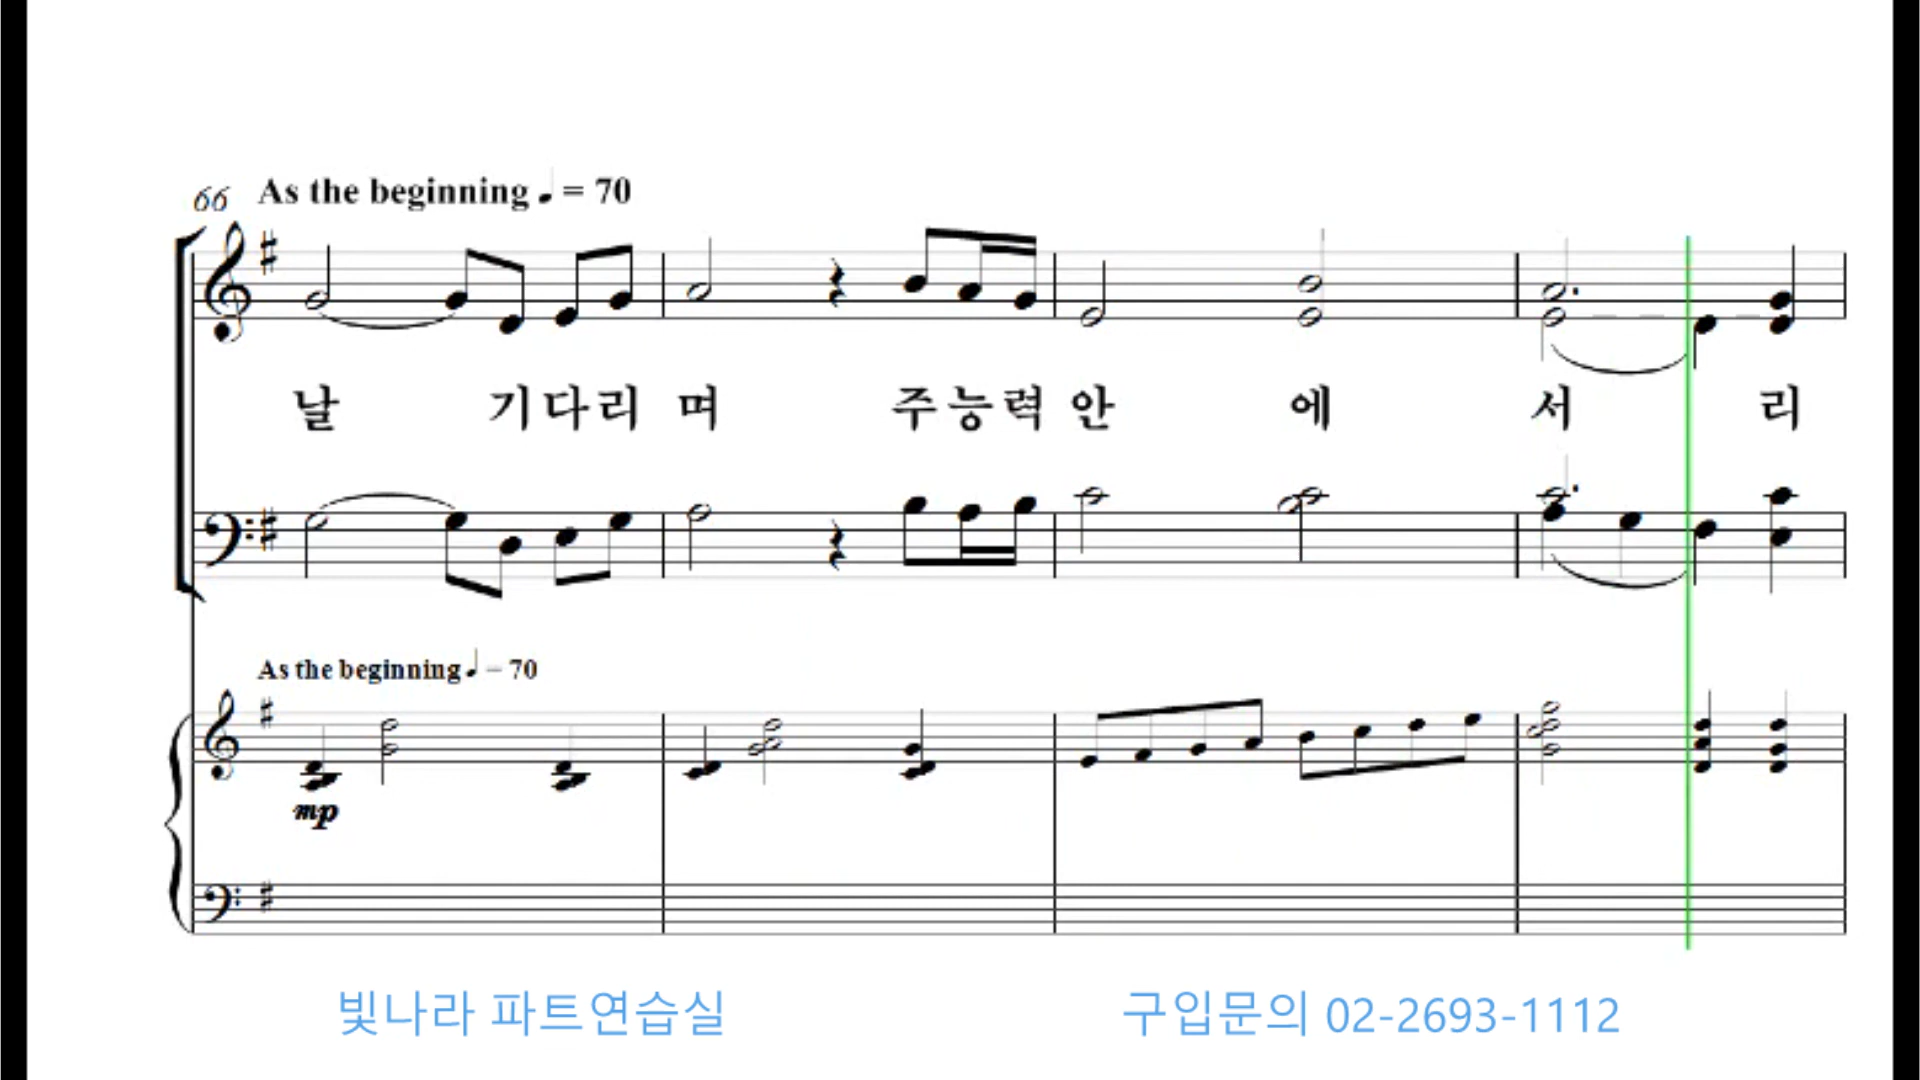 66 As the beginning ♩ = 70
날 기다리 며 주능력 안 에 서 리
As the beginning ♩ = 70
mp
빛나라 파트연습실 구입문의 02-2693-1112